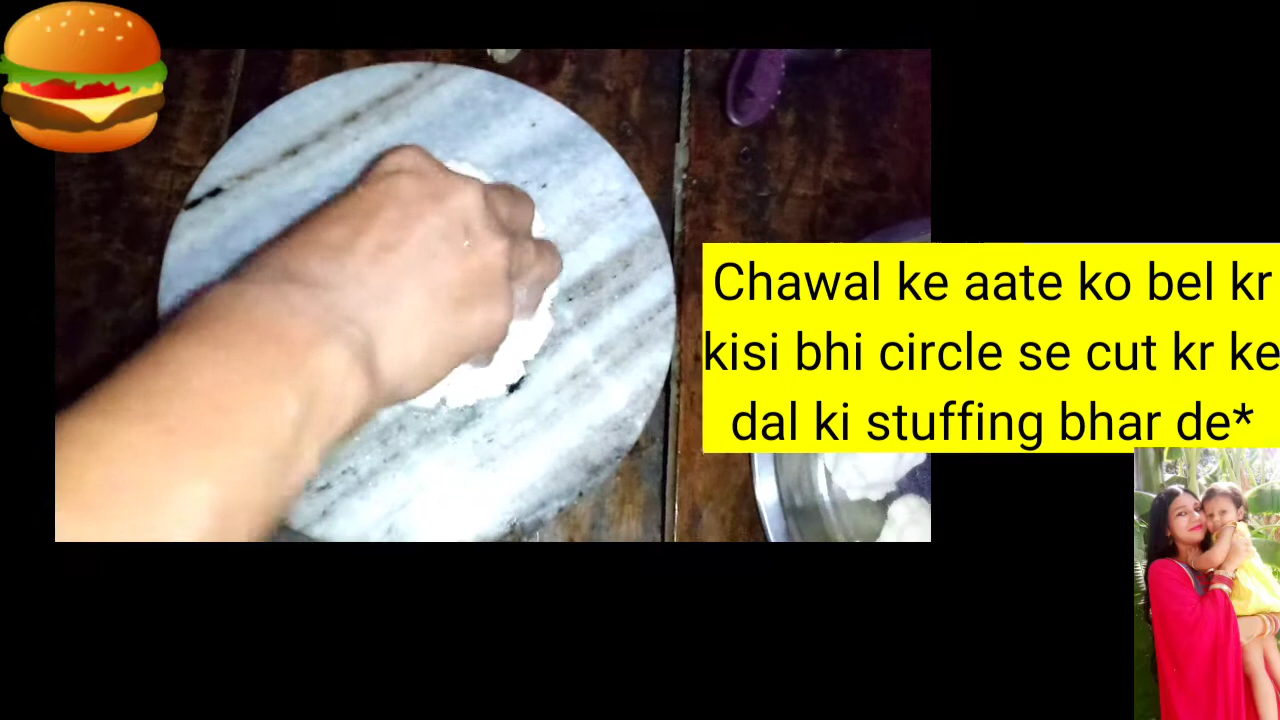 Chawal ke aate ko bel kr
kisi bhi circle se cut kr ke
dal ki stuffing bhar de*